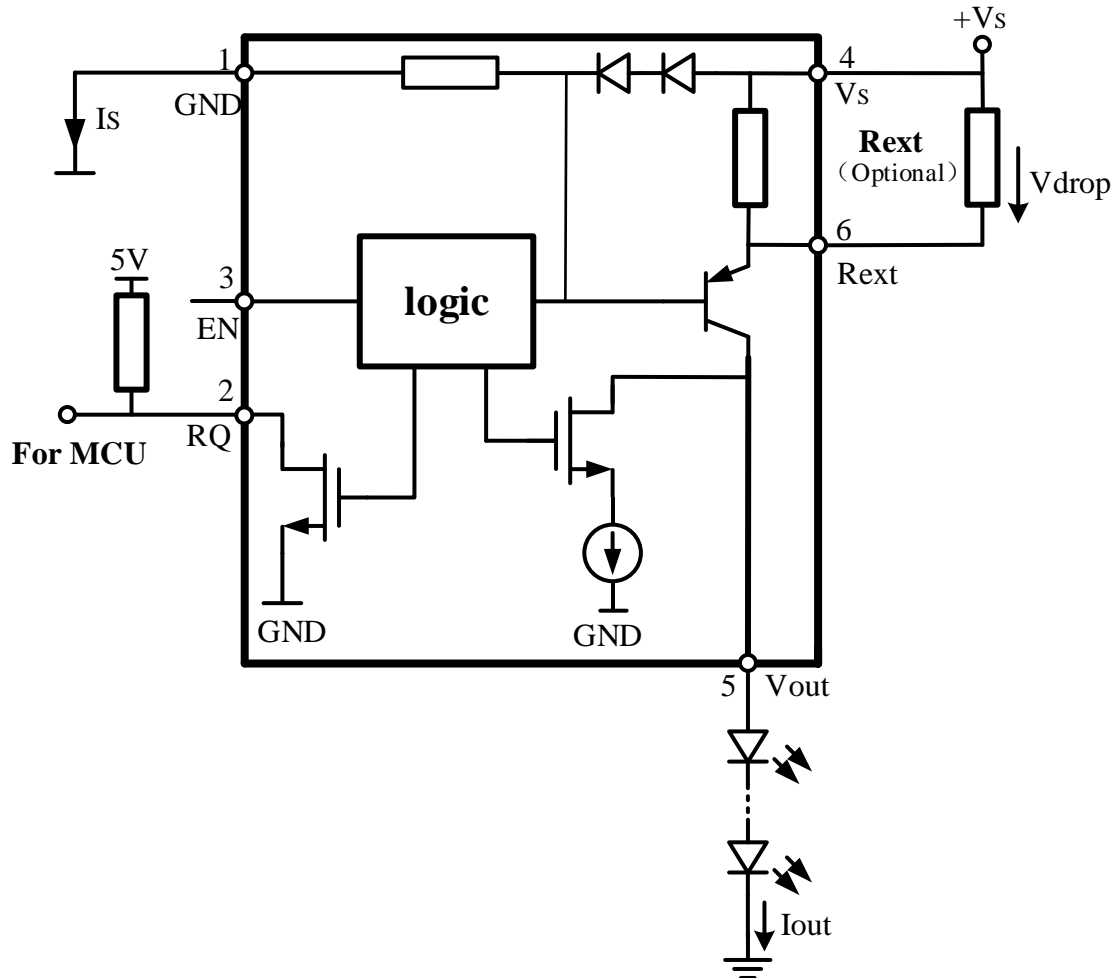 +Vs
1
4
GND
Vs
Is
Rext
（Optional）
Vdrop
6
Rext
5V
3
EN
logic
2
RQ
For MCU
GND
GND
5
Vout
Iout